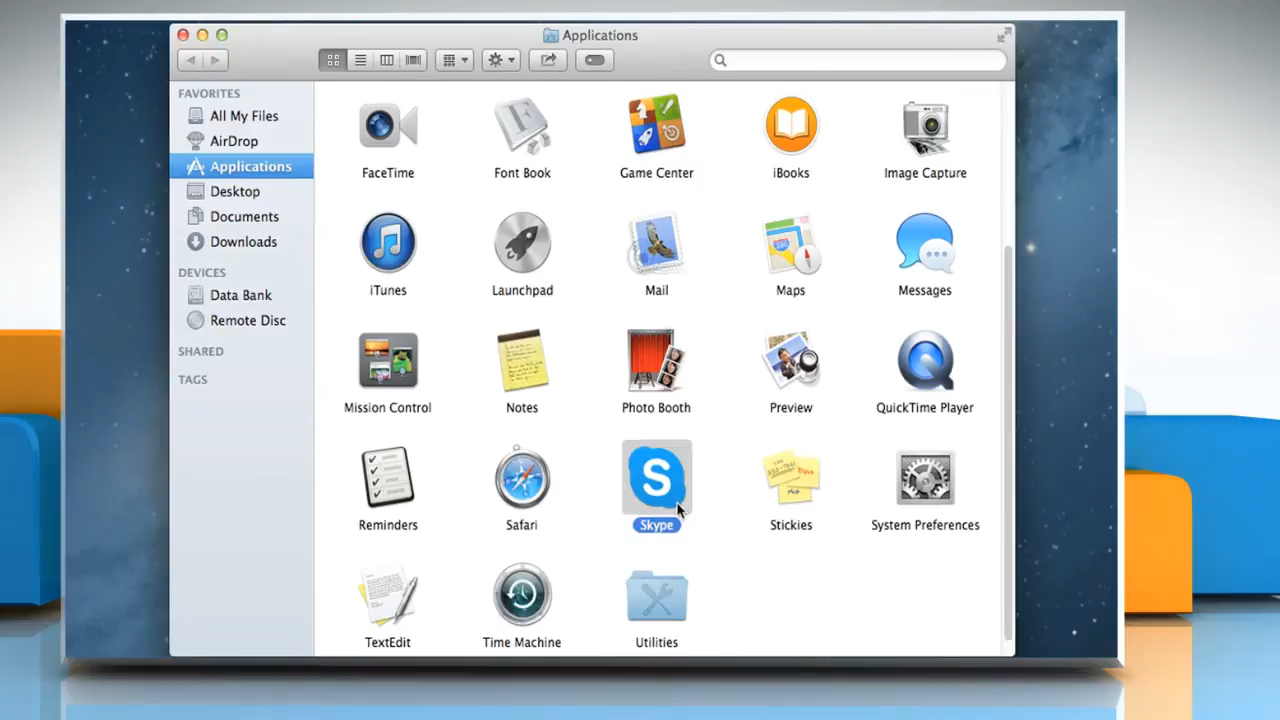 Applications
FAVORITES
All My Files
AirDrop
Applications
Desktop
Documents
Downloads
DEVICES
Data Bank
Remote Disc
SHARED
TAGS
FaceTime
Font Book
Game Center
iBooks
Image Capture
iTunes
Launchpad
Mail
Maps
Messages
Mission Control
Notes
Photo Booth
Preview
QuickTime Player
Reminders
Safari
Skype
Stickies
System Preferences
TextEdit
Time Machine
Utilities